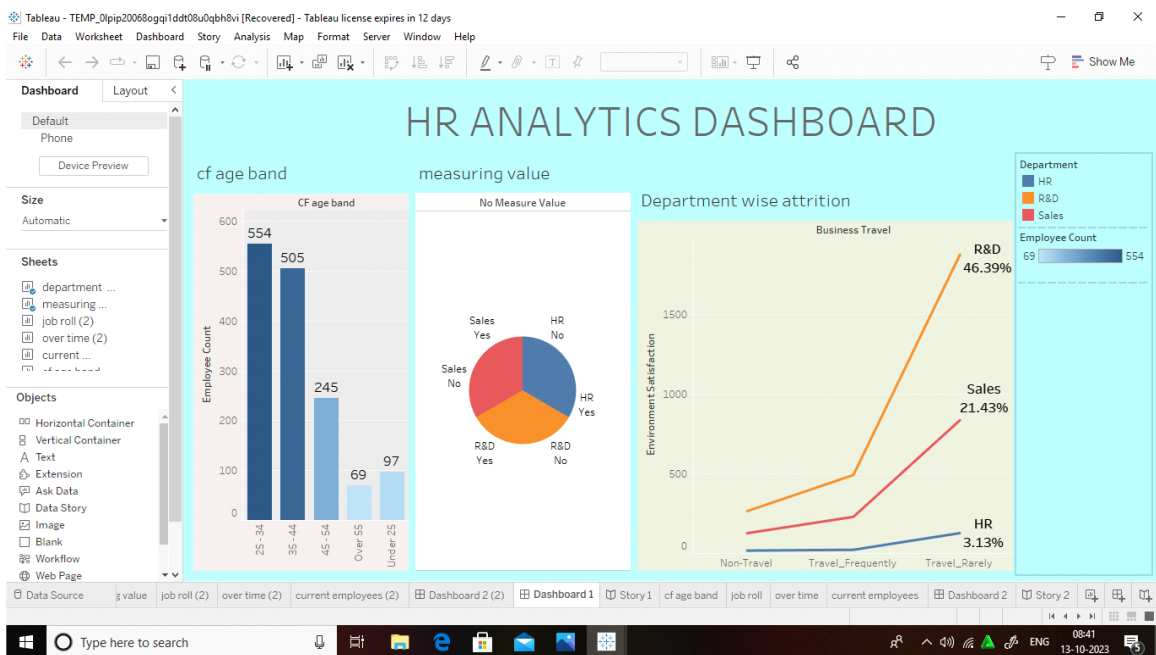 Tableau - TEMP_0lpip20068ogqi1ddt08u0qbh8vi [Recovered] - Tableau license expires in 12 days
File Data Worksheet Dashboard Story Analysis Map Format Server Window Help
Show Me
Dashboard Layout
Default
Phone
Device Preview
Size
Automatic
Sheets
department ...
measuring ...
job roll (2)
over time (2)
current ...
Objects
Horizontal Container
Vertical Container
Text
Extension
Ask Data
Data Story
Image
Blank
Workflow
Web Page
HR ANALYTICS DASHBOARD
cf age band
CF age band
Employee Count
600
500
400
300
200
100
0
554
505
245
69
97
25 - 34
35 - 44
45 - 54
Over 55
Under 25
measuring value
No Measure Value
Sales
Yes
HR
No
Sales
No
HR
Yes
R&D
Yes
R&D
No
Department wise attrition
Business Travel
Environment Satisfaction
1500
1000
500
0
R&D
46.39%
Sales
21.43%
HR
3.13%
Non-Travel
Travel_Frequently
Travel_Rarely
Department
HR
R&D
Sales
Employee Count
69 554
Data Source g value job roll (2) over time (2) current employees (2) Dashboard 2 (2) Dashboard 1 Story 1 cf age band job roll over time current employees Dashboard 2 Story 2
Type here to search
ENG
08:41
13-10-2023
5